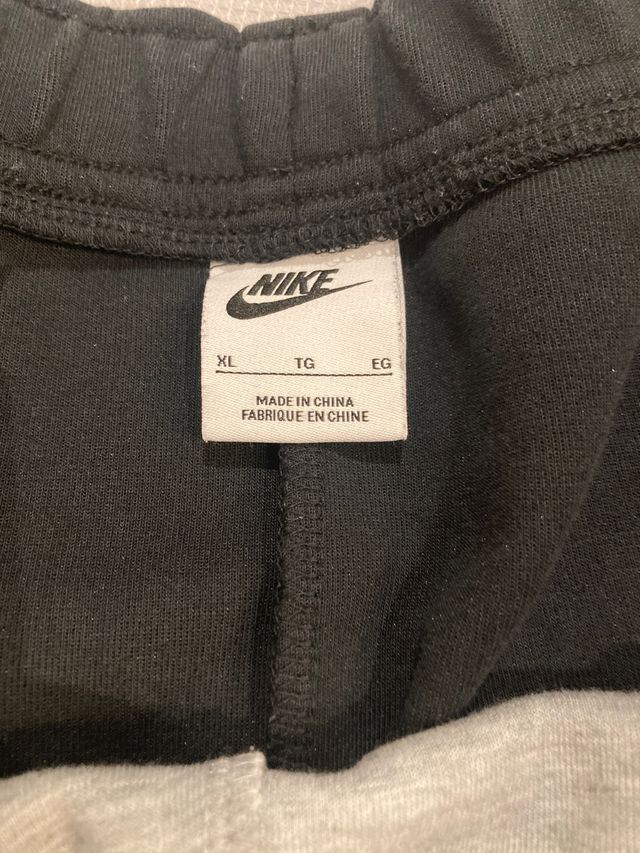 NIKE
XL TG EG
MADE IN CHINA
FABRIQUE EN CHINE